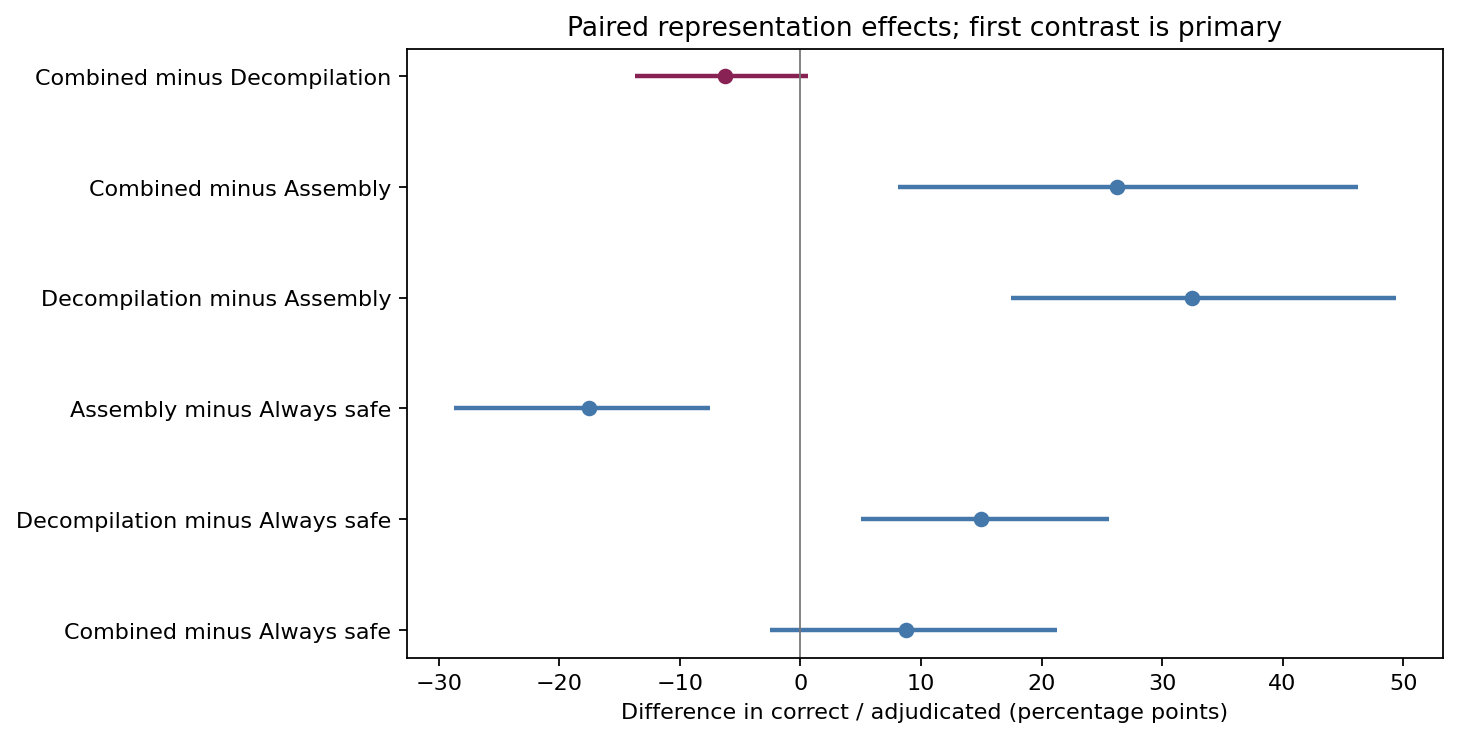 Paired representation effects; first contrast is primary
Combined minus Decompilation
Combined minus Assembly
Decompilation minus Assembly
Assembly minus Always safe
Decompilation minus Always safe
Combined minus Always safe
−30 −20 −10 0 10 20 30 40 50
Difference in correct / adjudicated (percentage points)